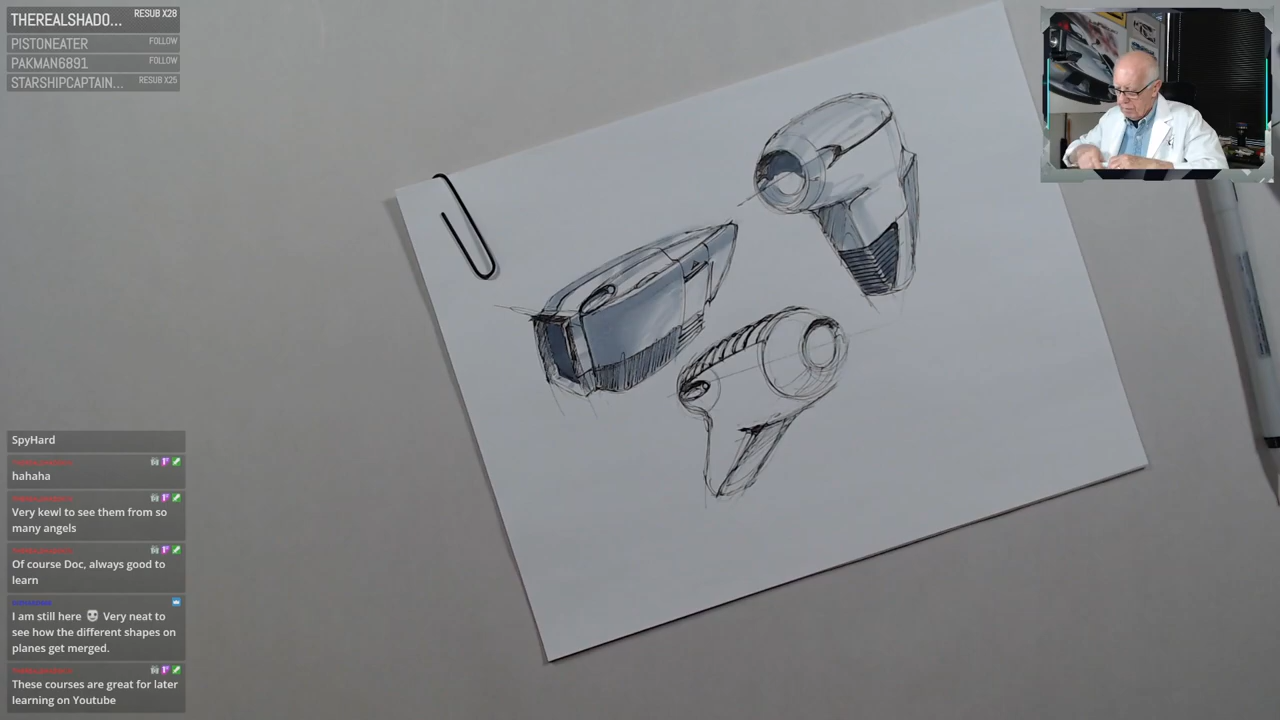 THEREALSHADO... RESUB X28
PISTONEATER FOLLOW
PAKMAN6891 FOLLOW
STARSHIPCAPTAIN... RESUB X25
SpyHard
hahaha
Very kewl to see them from so
many angels
Of course Doc, always good to
learn
I am still here Very neat to
see how the different shapes on
planes get merged.
These courses are great for later
learning on Youtube